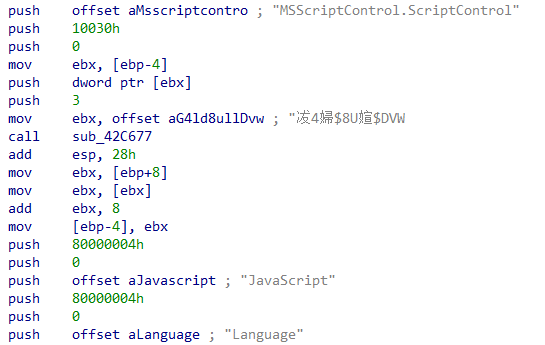 push offset aMsscriptcontro ; "MSScriptControl.ScriptControl"
push 10030h
push 0
mov ebx, [ebp-4]
push dword ptr [ebx]
push 3
mov ebx, offset aG4ld8ullDvw ; "冹4婦$8U媗$DVW
call sub_42C677
add esp, 28h
mov ebx, [ebp+8]
mov ebx, [ebx]
add ebx, 8
mov [ebp-4], ebx
push 80000004h
push 0
push offset aJavascript ; "JavaScript"
push 80000004h
push 0
push offset aLanguage ; "Language"